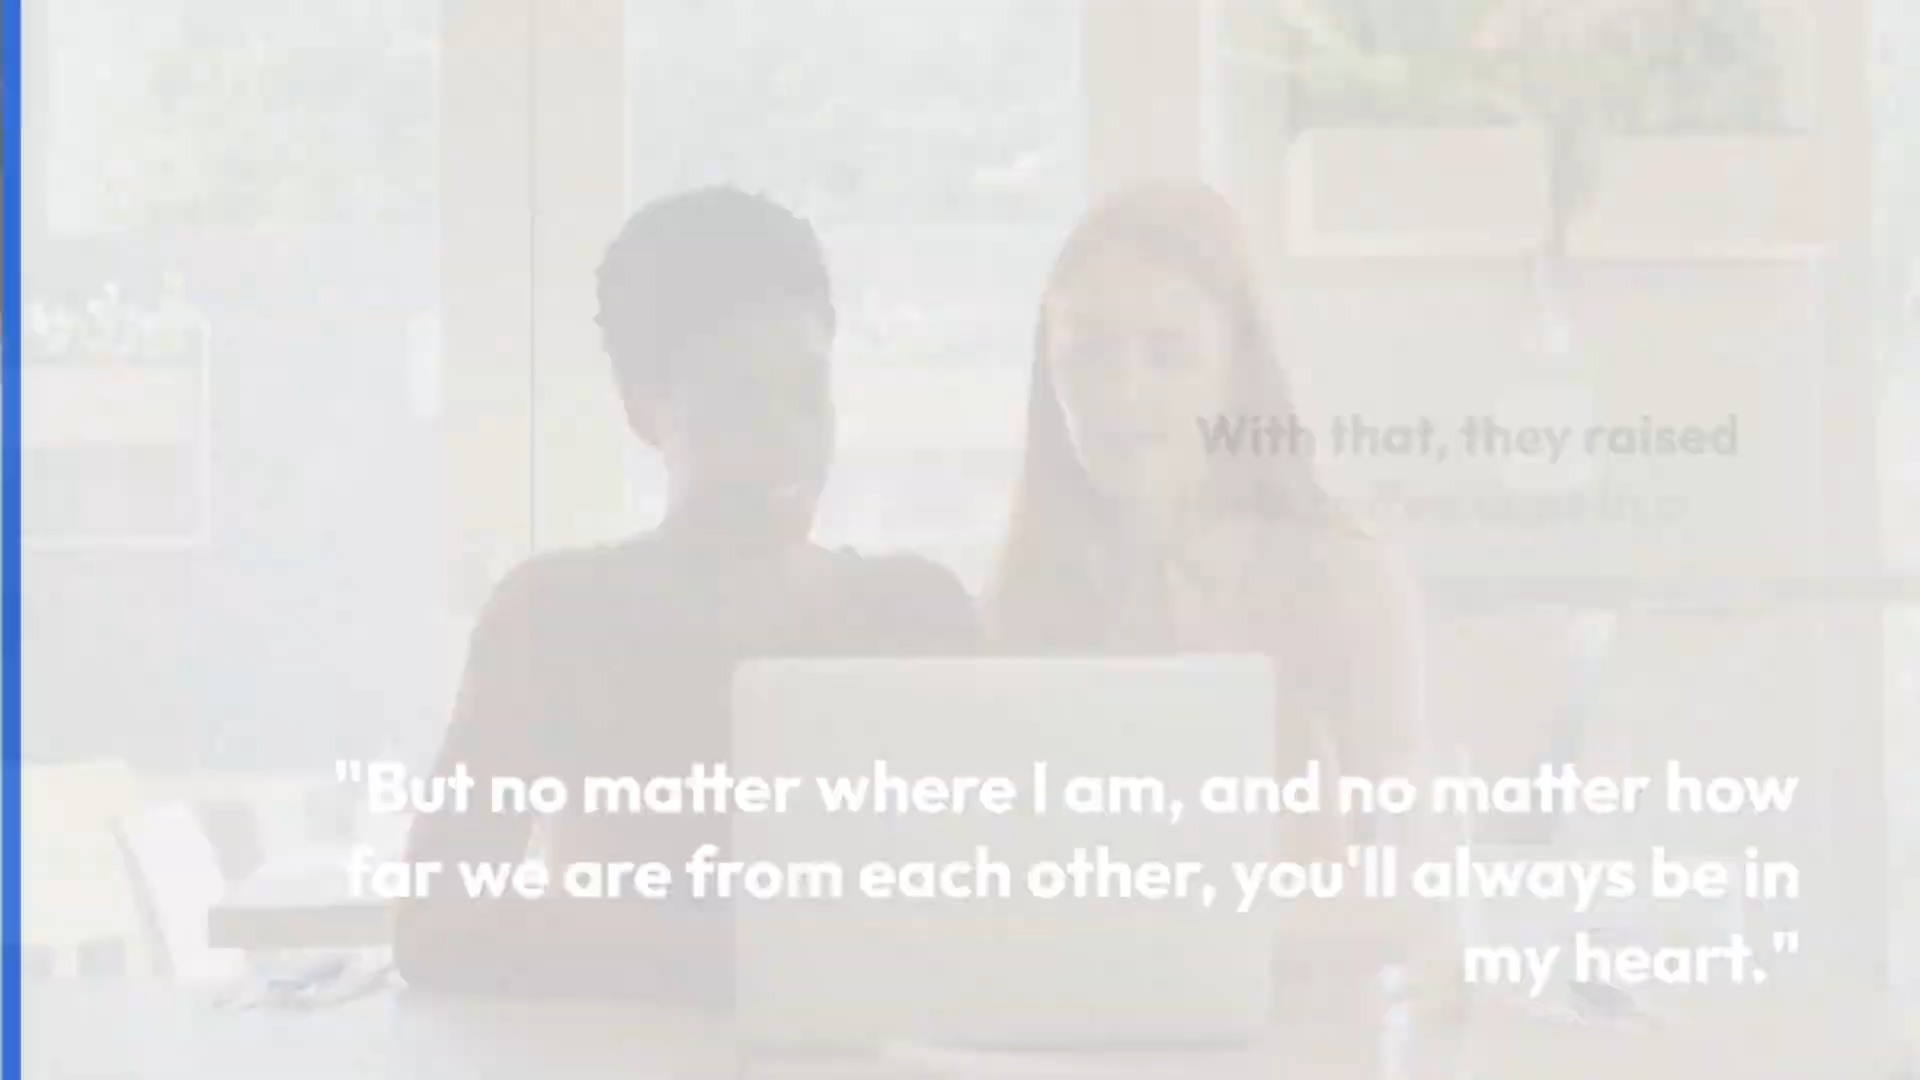 With that, they raised
"But no matter where I am, and no matter how
far we are from each other, you'll always be in
my heart."